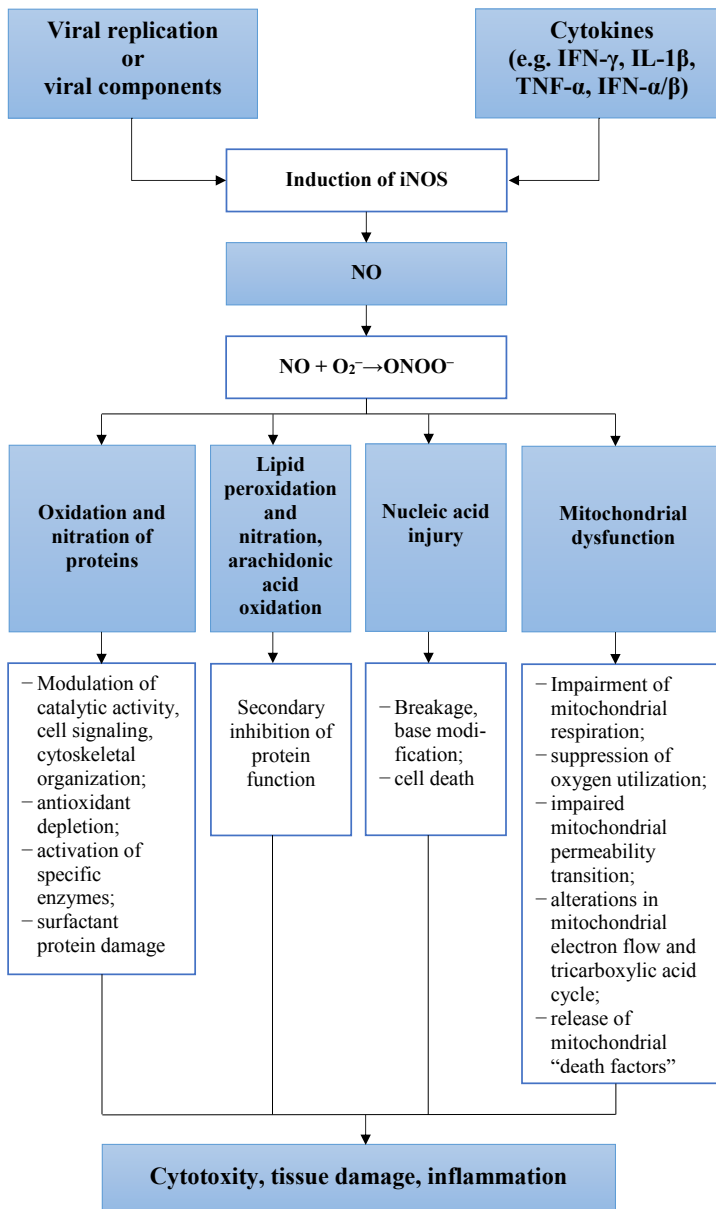 Viral replication
or
viral components
Cytokines
(e.g. IFN-γ, IL-1β,
TNF-α, IFN-α/β)
Induction of iNOS
NO
NO + O₂⁻→ONOO⁻
Oxidation and
nitration of
proteins
Lipid
peroxidation
and
nitration,
arachidonic
acid
oxidation
Nucleic acid
injury
Mitochondrial
dysfunction
− Modulation of
catalytic activity,
cell signaling,
cytoskeletal
organization;
− antioxidant
depletion;
− activation of
specific
enzymes;
− surfactant
protein damage
Secondary
inhibition of
protein
function
− Breakage,
base modi-
fication;
− cell death
− Impairment of
mitochondrial
respiration;
− suppression of
oxygen utilization;
− impaired
mitochondrial
permeability
transition;
− alterations in
mitochondrial
electron flow and
tricarboxylic acid
cycle;
− release of
mitochondrial
“death factors”
Cytotoxity, tissue damage, inflammation